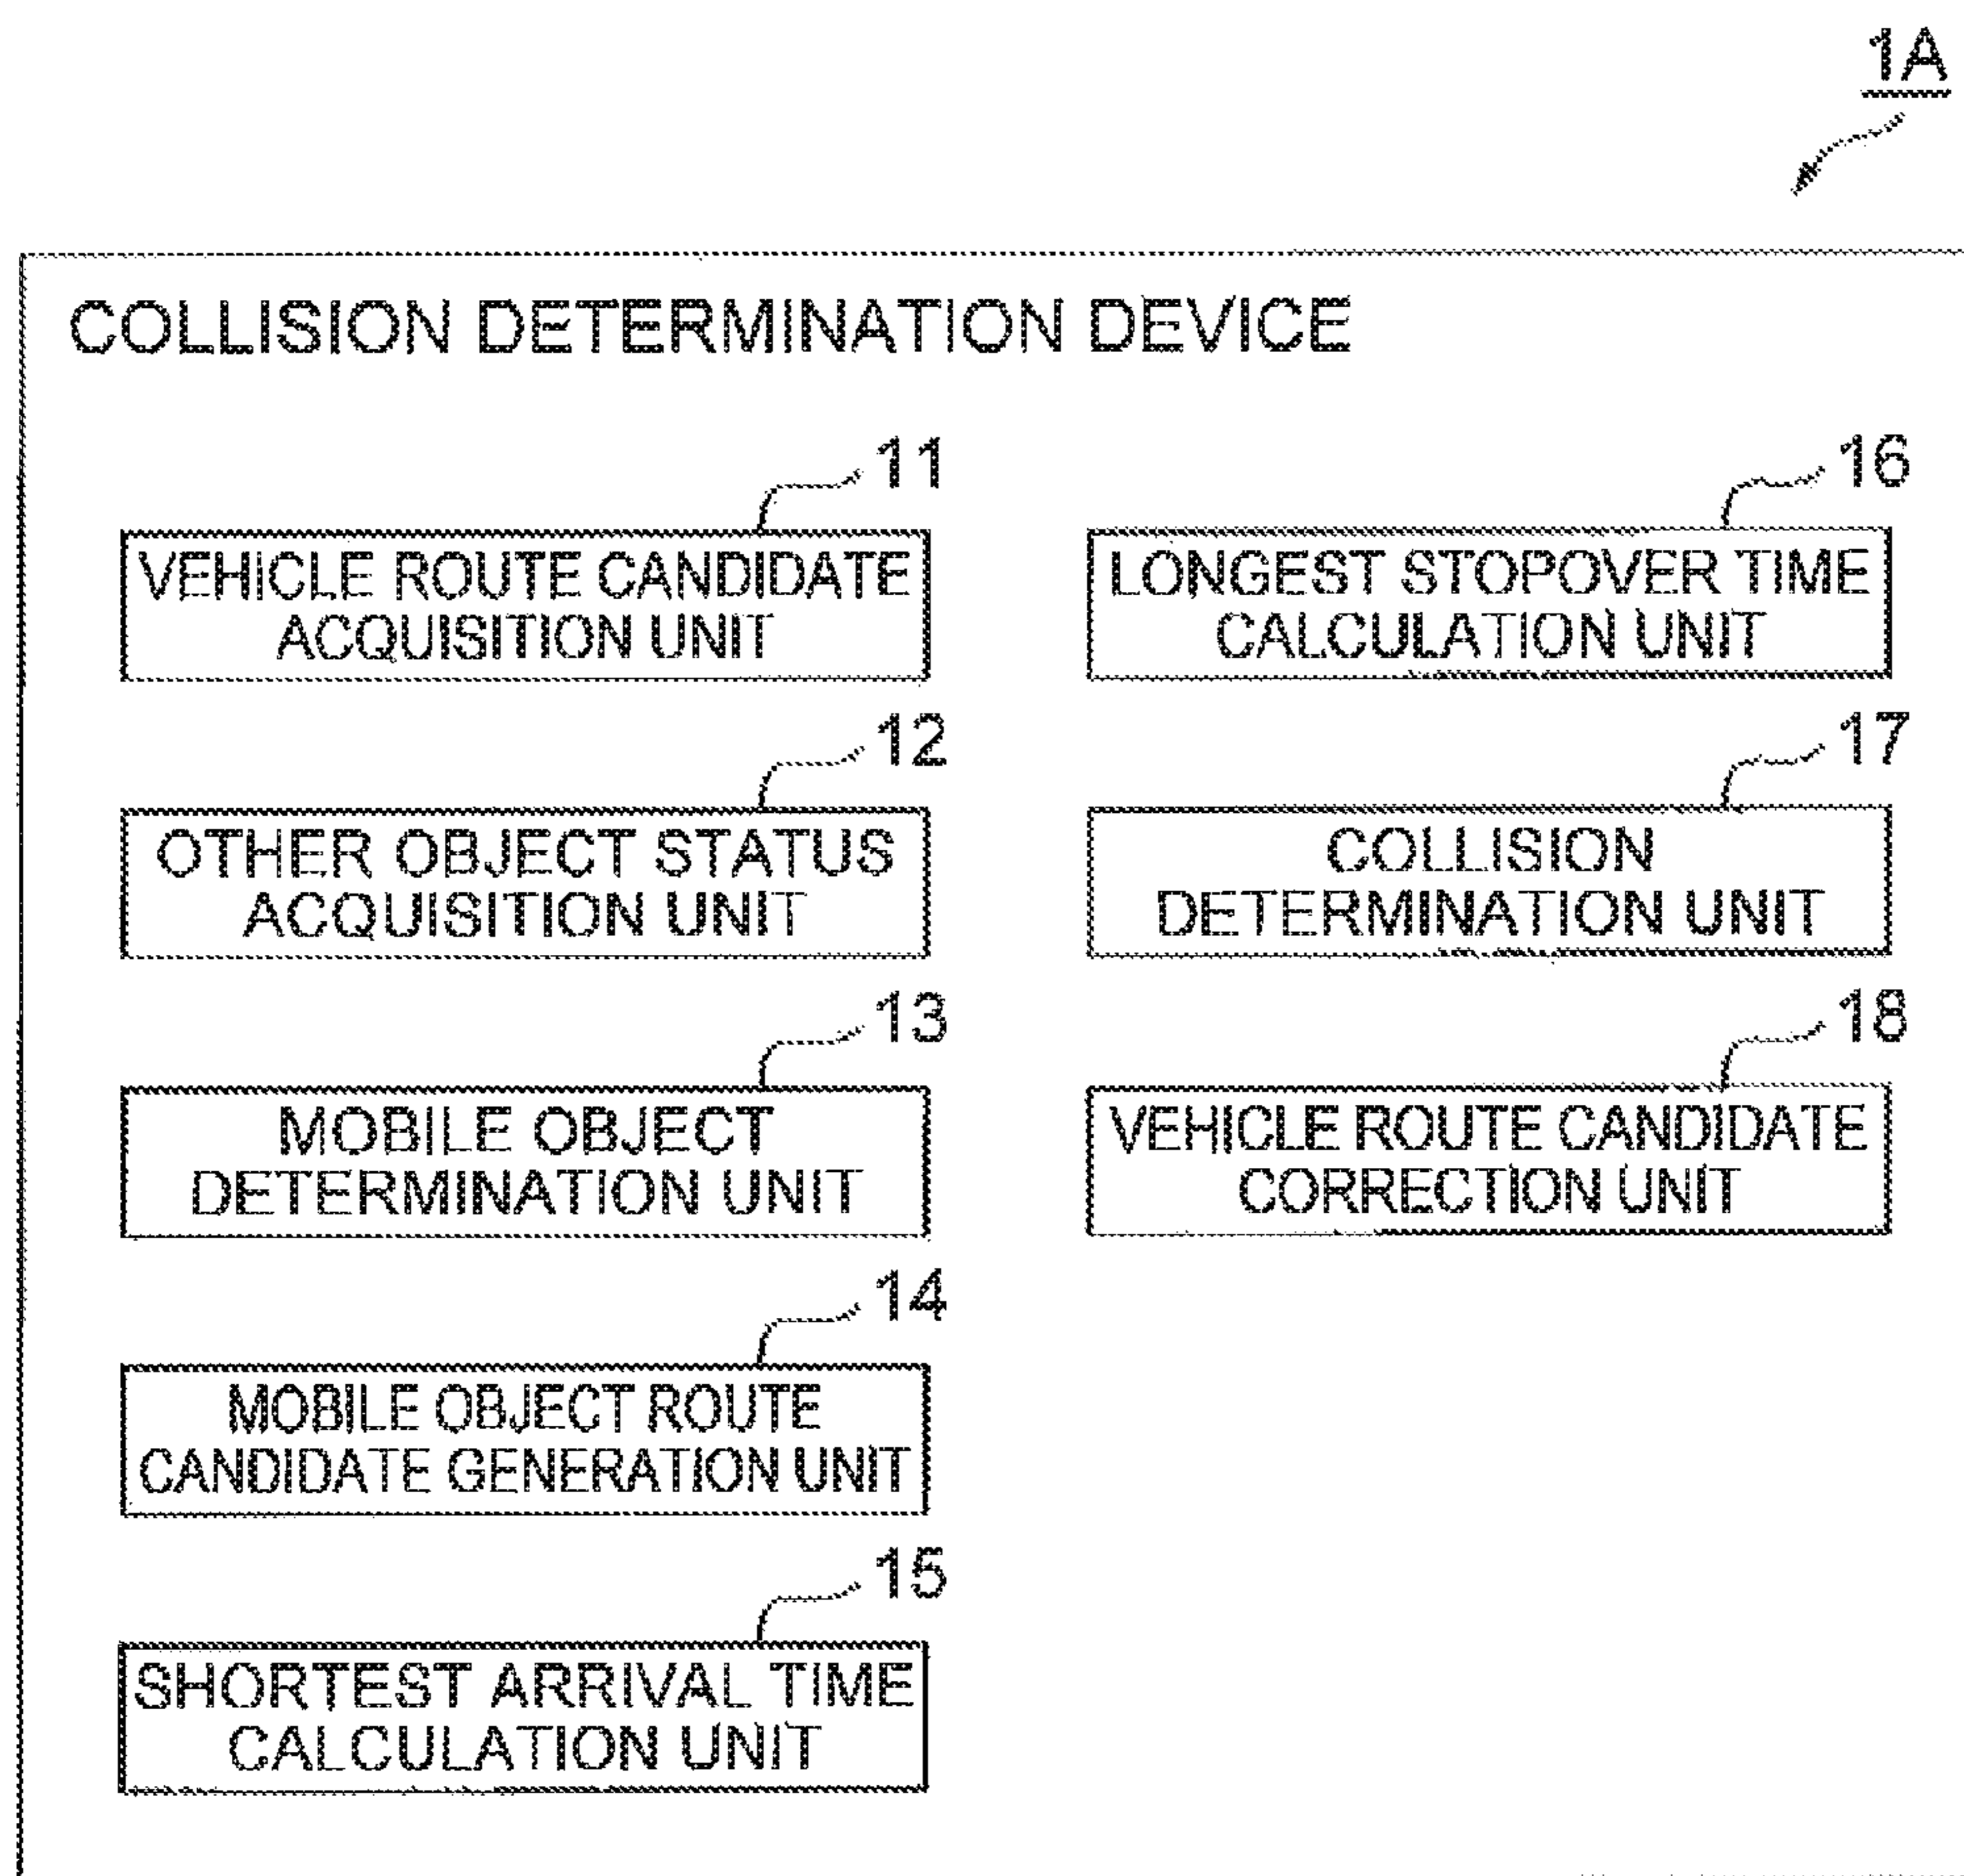 1A
COLLISION DETERMINATION DEVICE
11
VEHICLE ROUTE CANDIDATE
ACQUISITION UNIT
12
OTHER OBJECT STATUS
ACQUISITION UNIT
13
MOBILE OBJECT
DETERMINATION UNIT
14
MOBILE OBJECT ROUTE
CANDIDATE GENERATION UNIT
15
SHORTEST ARRIVAL TIME
CALCULATION UNIT
16
LONGEST STOPOVER TIME
CALCULATION UNIT
17
COLLISION
DETERMINATION UNIT
18
VEHICLE ROUTE CANDIDATE
CORRECTION UNIT